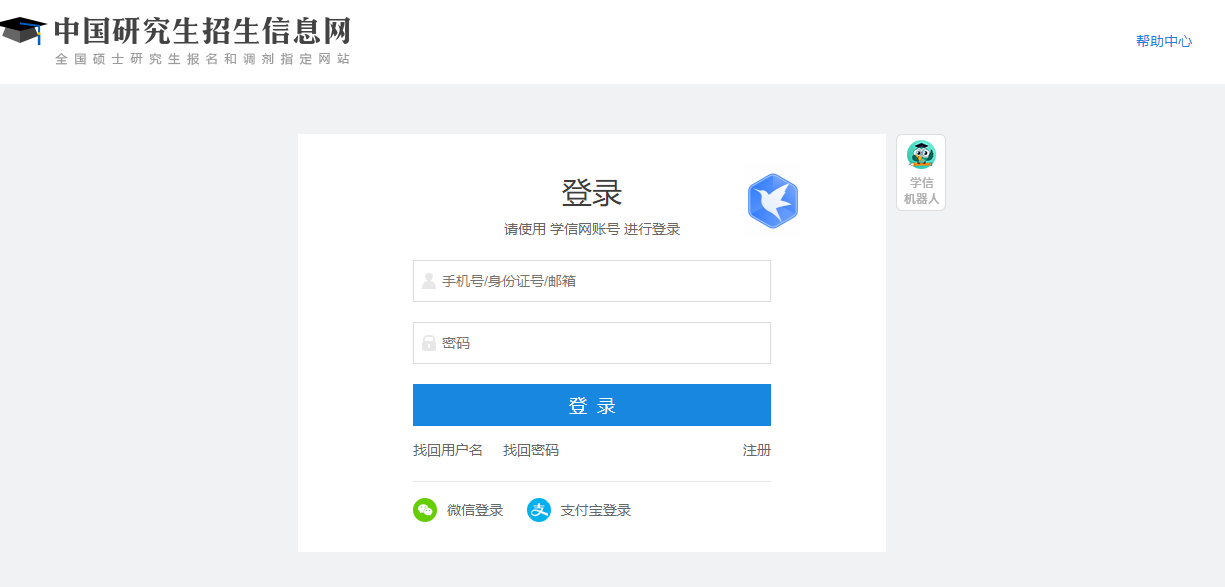 中国研究生招生信息网
全国硕士研究生报名和调剂指定网站
帮助中心
登录
请使用 学信网账号 进行登录
手机号/身份证号/邮箱
密码
登 录
找回用户名 找回密码 注册
微信登录 支付宝登录
学信
机器人